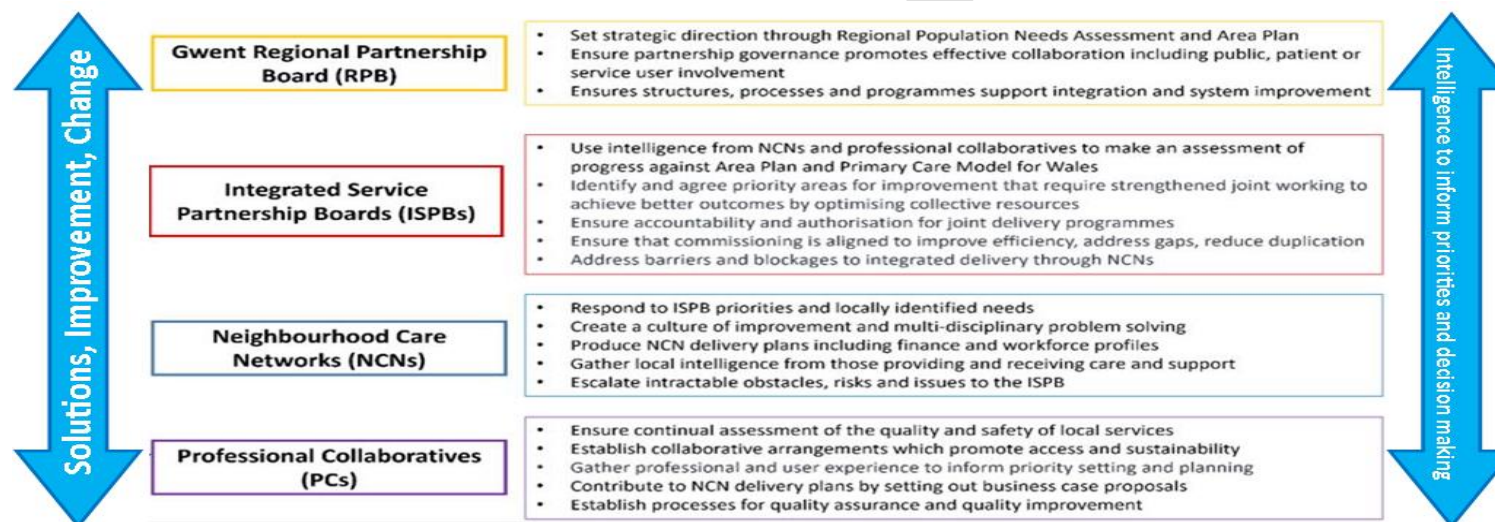 Solutions, Improvement, Change
Gwent Regional Partnership
Board (RPB)
• Set strategic direction through Regional Population Needs Assessment and Area Plan
• Ensure partnership governance promotes effective collaboration including public, patient or
service user involvement
• Ensures structures, processes and programmes support integration and system improvement
Integrated Service
Partnership Boards (ISPBs)
• Use intelligence from NCNs and professional collaboratives to make an assessment of
progress against Area Plan and Primary Care Model for Wales
• Identify and agree priority areas for improvement that require strengthened joint working to
achieve better outcomes by optimising collective resources
• Ensure accountability and authorisation for joint delivery programmes
• Ensure that commissioning is aligned to improve efficiency, address gaps, reduce duplication
• Address barriers and blockages to integrated delivery through NCNs
Neighbourhood Care
Networks (NCNs)
• Respond to ISPB priorities and locally identified needs
• Create a culture of improvement and multi-disciplinary problem solving
• Produce NCN delivery plans including finance and workforce profiles
• Gather local intelligence from those providing and receiving care and support
• Escalate intractable obstacles, risks and issues to the ISPB
Professional Collaboratives
(PCs)
• Ensure continual assessment of the quality and safety of local services
• Establish collaborative arrangements which promote access and sustainability
• Gather professional and user experience to inform priority setting and planning
• Contribute to NCN delivery plans by setting out business case proposals
• Establish processes for quality assurance and quality improvement
Intelligence to inform priorities and decision making